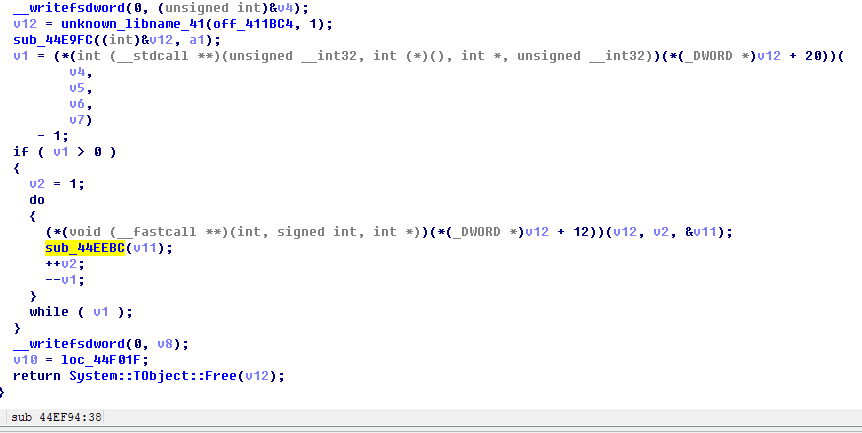 __writefsdword(0, (unsigned int)&v4);
v12 = unknown_libname_41(off_411BC4, 1);
sub_44E9FC((int)&v12, a1);
v1 = (*(int (__stdcall **)(unsigned __int32, int (*)(), int *, unsigned __int32))(*(_DWORD *)v12 + 20))(
v4,
v5,
v6,
v7)
- 1;
if ( v1 > 0 )
{
v2 = 1;
do
{
(*(void (__fastcall **)(int, signed int, int *))(*(_DWORD *)v12 + 12))(v12, v2, &v11);
sub_44EEBC(v11);
++v2;
--v1;
}
while ( v1 );
}
__writefsdword(0, v8);
v10 = loc_44F01F;
return System::TObject::Free(v12);
}
sub 44EF94:38